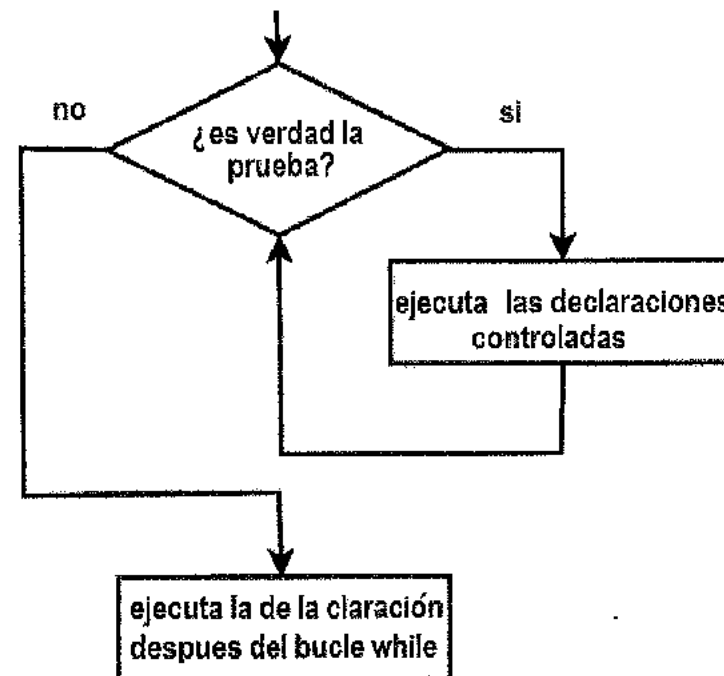 no
si
¿es verdad la
prueba?
ejecuta las declaraciones
controladas
ejecuta la de la claración
despues del bucle while